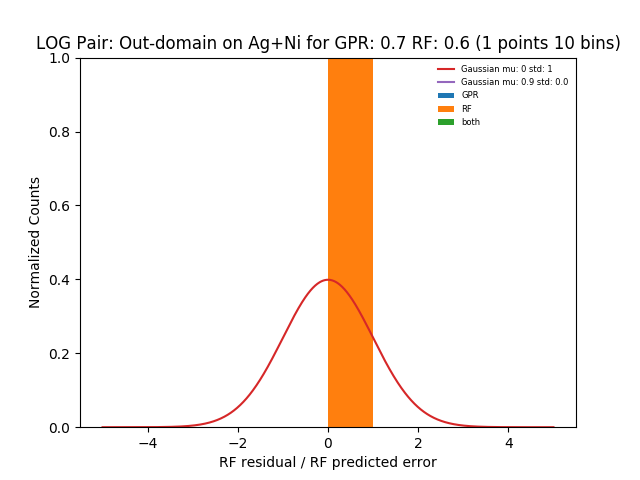 LOG Pair: Out-domain on Ag+Ni for GPR: 0.7 RF: 0.6 (1 points 10 bins)
Gaussian mu: 0 std: 1
Gaussian mu: 0.9 std: 0.0
GPR
RF
both
Normalized Counts
1.0
0.8
0.6
0.4
0.2
0.0
−4
−2
0
2
4
RF residual / RF predicted error